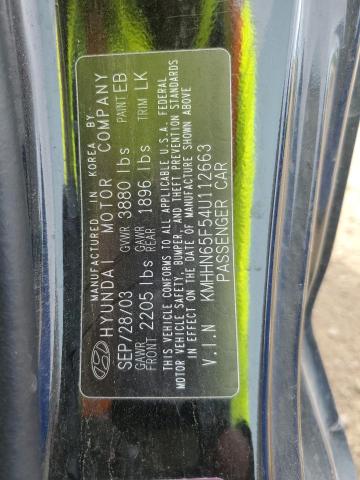 MANUFACTURED IN KOREA BY:
HYUNDAI MOTOR COMPANY
SEP/28/03 GVWR 3880 lbs PAINT EB
GAWR FRONT 2205 lbs GAWR REAR 1896 lbs TRIM LK
THIS VEHICLE CONFORMS TO ALL APPLICABLE U.S.A. FEDERAL
MOTOR VEHICLE SAFETY, BUMPER, AND THEFT PREVENTION STANDARDS
IN EFFECT ON THE DATE OF MANUFACTURE SHOWN ABOVE
V.I.N KMHHN65F54U112663
PASSENGER CAR